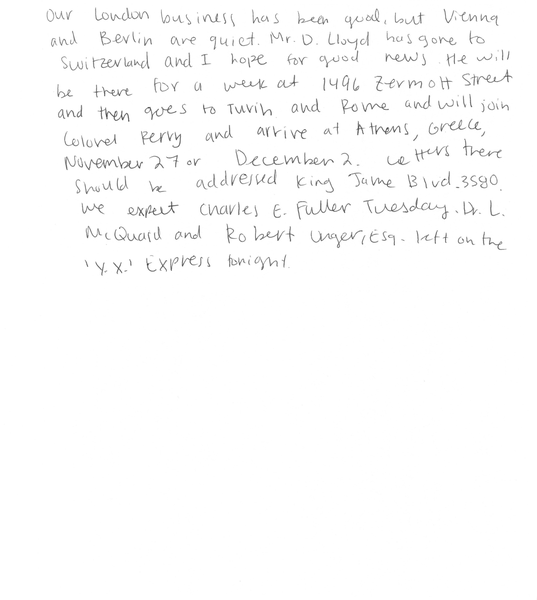 Our London business has been good, but Vienna
and Berlin are quiet. Mr. D. Lloyd has gone to
Switzerland and I hope for good news. He will
be there for a week at 1496 Zermott Street
and then goes to Turin and Rome and will join
Colonel Perry and arrive at Athens, Greece,
November 27 or December 2. Letters there
should be addressed King Jame Blvd. 3580.
We expect Charles E. Fuller Tuesday. Dr. L.
McQuaid and Robert Unger, Esq. left on the
'Y.X.' Express tonight.